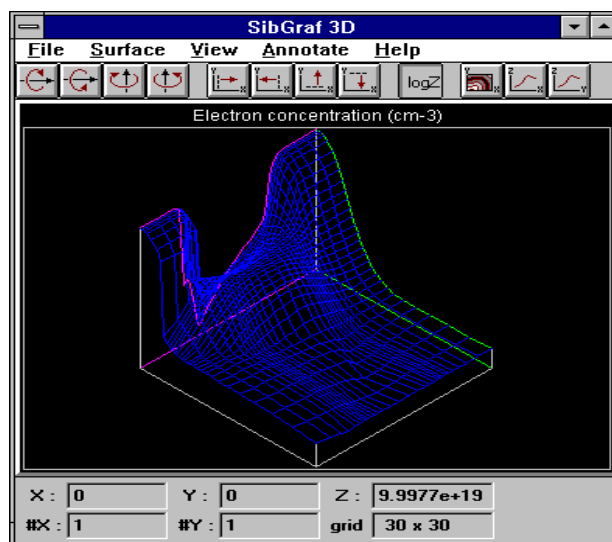 SibGraf 3D
File Surface View Annotate Help
Y X Y X Y X Y X logZ Y X Z X Z Y
Electron concentration (cm-3)
X : 0 Y : 0 Z : 9.9977e+19
#X : 1 #Y : 1 grid 30 x 30